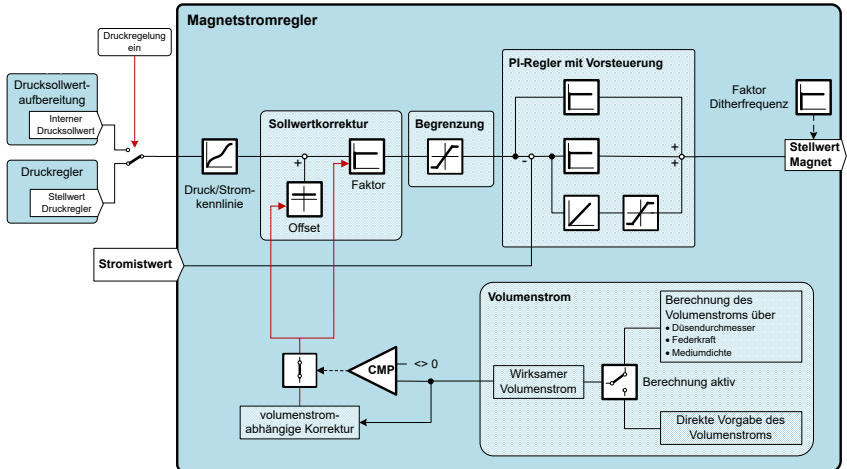 Magnetstromregler
Druckregelung
ein
Drucksollwert-
aufbereitung
Interner
Drucksollwert
Druckregler
Stellwert
Druckregler
Druck/Strom-
kennlinie
Sollwertkorrektur
+
Offset
Faktor
Begrenzung
PI-Regler mit Vorsteuerung
-
+
+
Faktor
Ditherfrequenz
Stellwert
Magnet
Stromistwert
CMP
<> 0
volumenstrom-
abhängige Korrektur
Volumenstrom
Wirksamer
Volumenstrom
Berechnung des
Volumenstroms über
• Düsendurchmesser
• Federkraft
• Mediumdichte
Berechnung aktiv
Direkte Vorgabe des
Volumenstroms